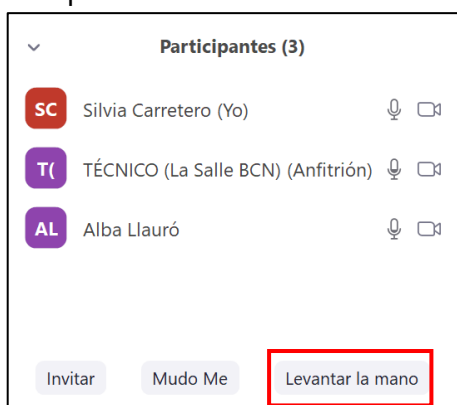 Participantes (3)
SC Silvia Carretero (Yo)
T( TÉCNICO (La Salle BCN) (Anfitrión)
AL Alba Llauró
Invitar Mudo Me Levantar la mano